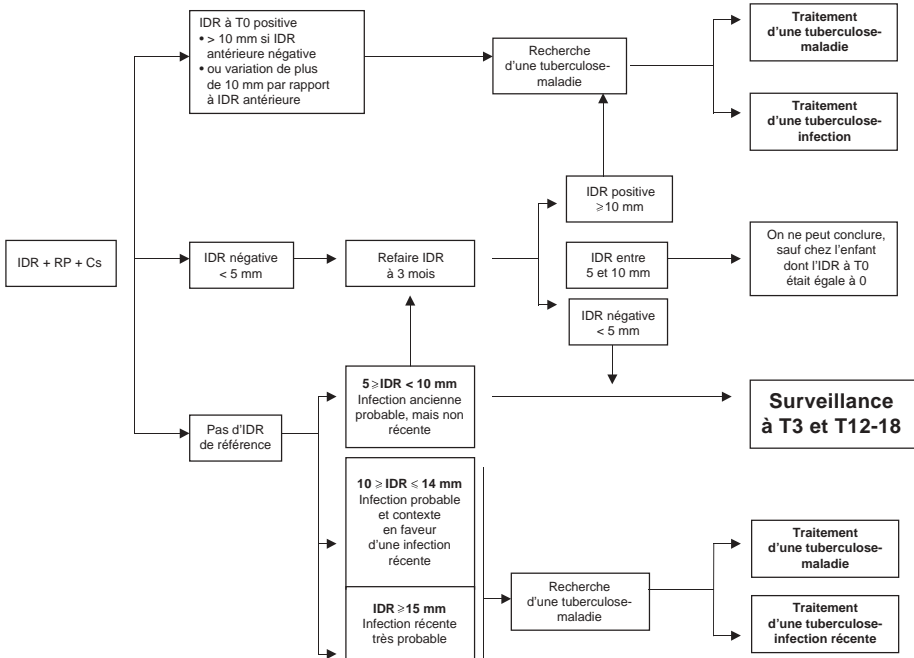 IDR à T0 positive
• > 10 mm si IDR
antérieure négative
• ou variation de plus
de 10 mm par rapport
à IDR antérieure
Recherche
d'une tuberculose-
maladie
Traitement
d'une tuberculose-
maladie
Traitement
d'une tuberculose-
infection
IDR positive
⩾10 mm
IDR + RP + Cs
IDR négative
< 5 mm
Refaire IDR
à 3 mois
IDR entre
5 et 10 mm
On ne peut conclure,
sauf chez l'enfant
dont l'IDR à T0
était égale à 0
IDR négative
< 5 mm
Pas d'IDR
de référence
5 ⩾IDR < 10 mm
Infection ancienne
probable, mais non
récente
Surveillance
à T3 et T12-18
10 ⩾IDR ⩽ 14 mm
Infection probable
et contexte
en faveur
d'une infection
récente
IDR ⩾15 mm
Infection récente
très probable
Recherche
d'une tuberculose-
maladie
Traitement
d'une tuberculose-
maladie
Traitement
d'une tuberculose-
infection récente